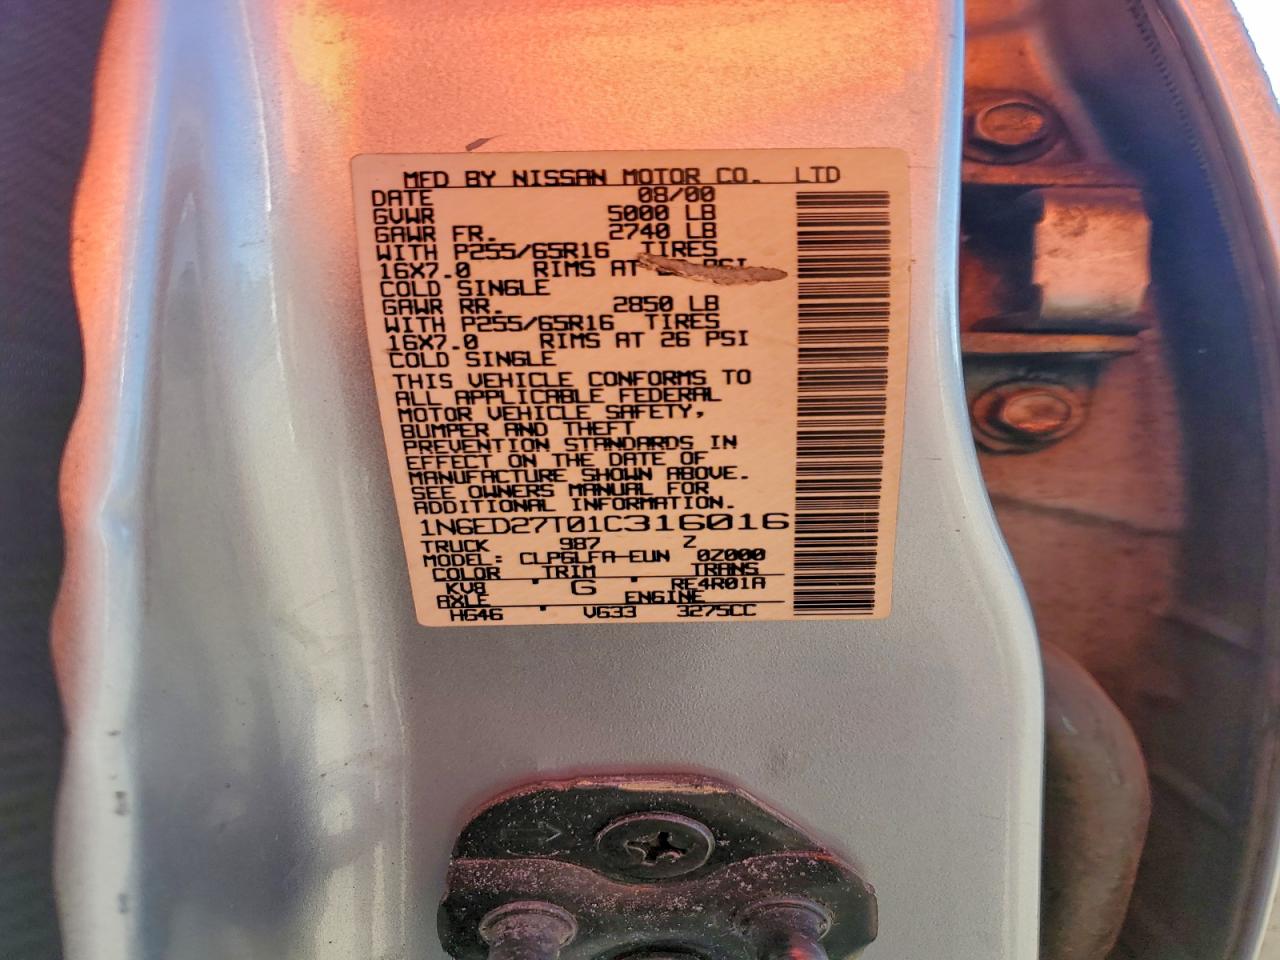 MFD BY NISSAN MOTOR CO. LTD
DATE 08/00
GVWR 5000 LB
GAWR FR. 2740 LB
WITH P255/65R16 TIRES
16X7.0 RIMS AT PSI
COLD SINGLE
GAWR RR. 2850 LB
WITH P255/65R16 TIRES
16X7.0 RIMS AT 26 PSI
COLD SINGLE
THIS VEHICLE CONFORMS TO
ALL APPLICABLE FEDERAL
MOTOR VEHICLE SAFETY,
BUMPER AND THEFT
PREVENTION STANDARDS IN
EFFECT ON THE DATE OF
MANUFACTURE SHOWN ABOVE.
SEE OWNERS MANUAL FOR
ADDITIONAL INFORMATION.
1N6ED27T01C316016
TRUCK 987 Z
MODEL: CLPGLFA-EUN 0Z000
COLOR TRIM TRANS
KV8 G RE4R01A
AXLE ENGINE
HG46 VG33 3275CC